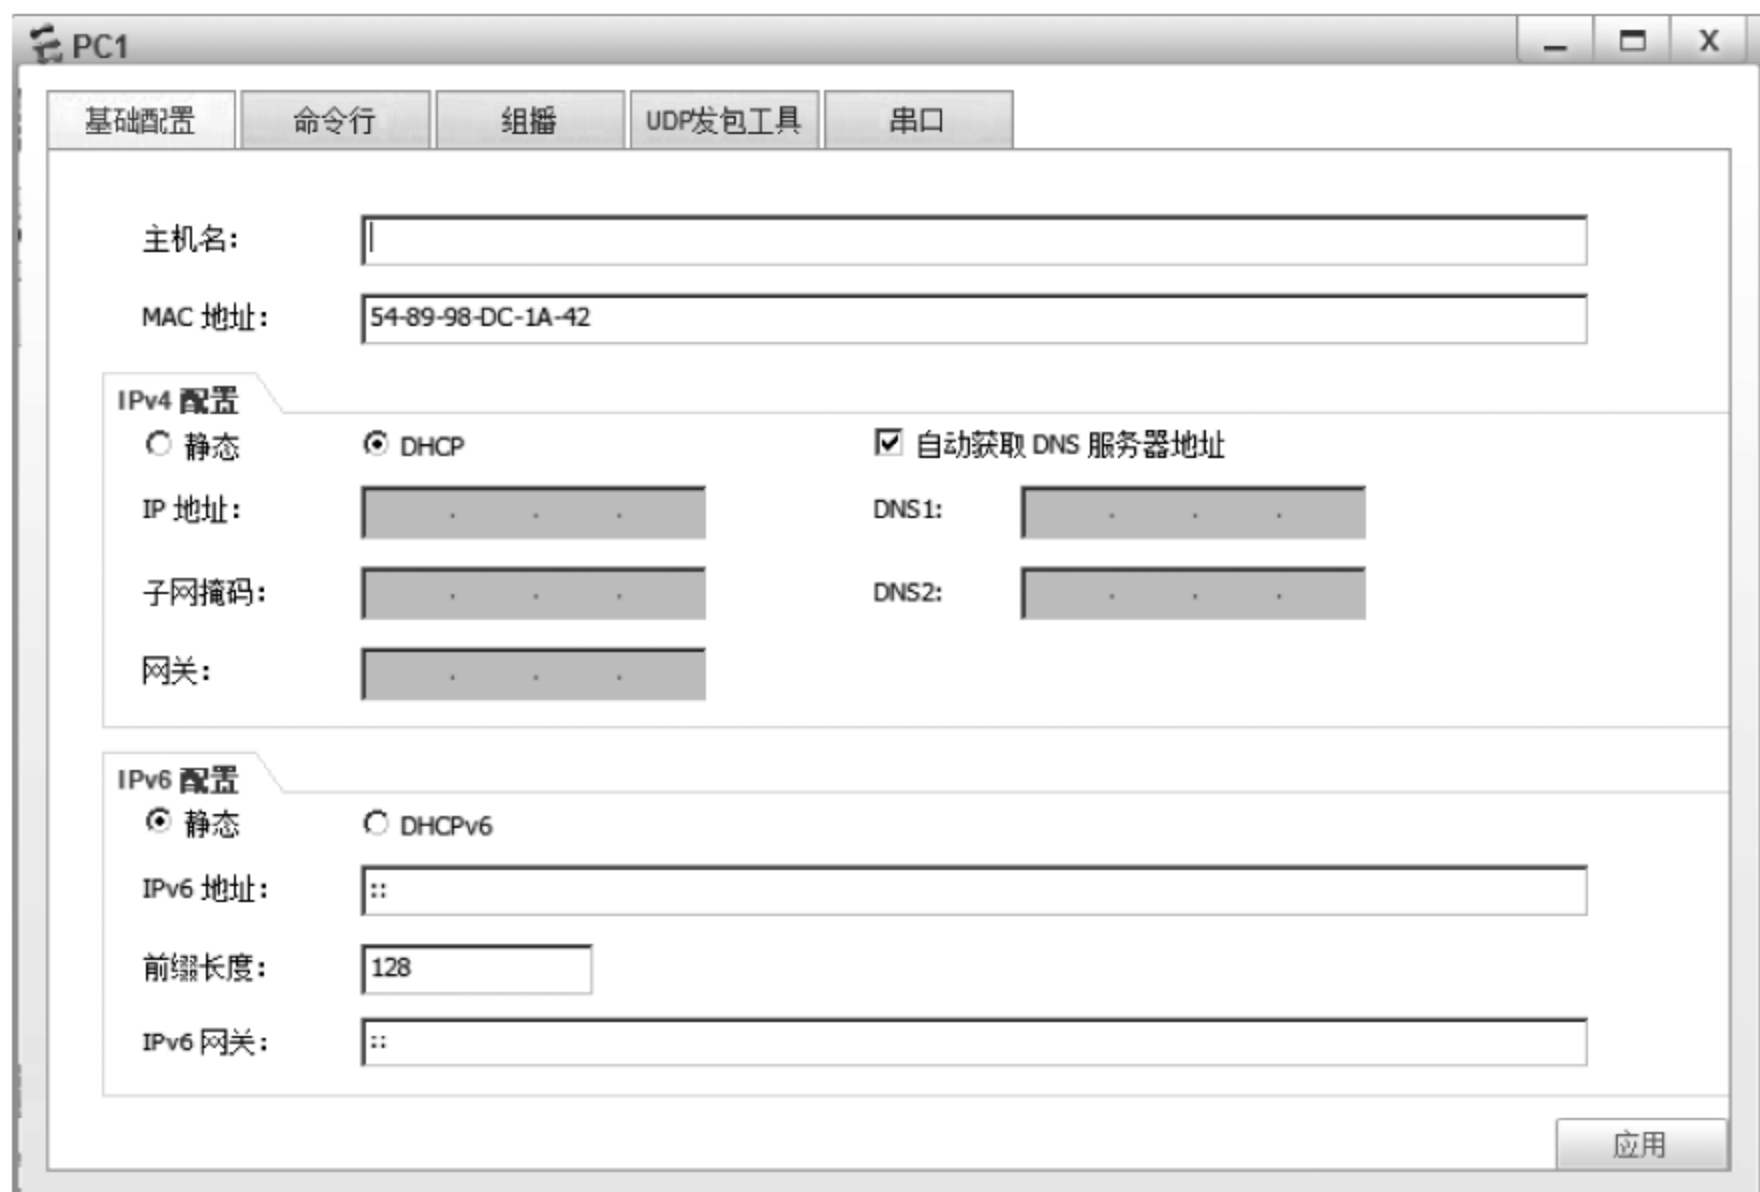 PC1
基础配置 命令行 组播 UDP发包工具 串口
主机名：
MAC 地址： 54-89-98-DC-1A-42
IPv4 配置
静态 DHCP 自动获取 DNS 服务器地址
IP 地址： . . . DNS1: . . .
子网掩码： . . . DNS2: . . .
网关： . . .
IPv6 配置
静态 DHCPv6
IPv6 地址： ::
前缀长度： 128
IPv6 网关： ::
应用